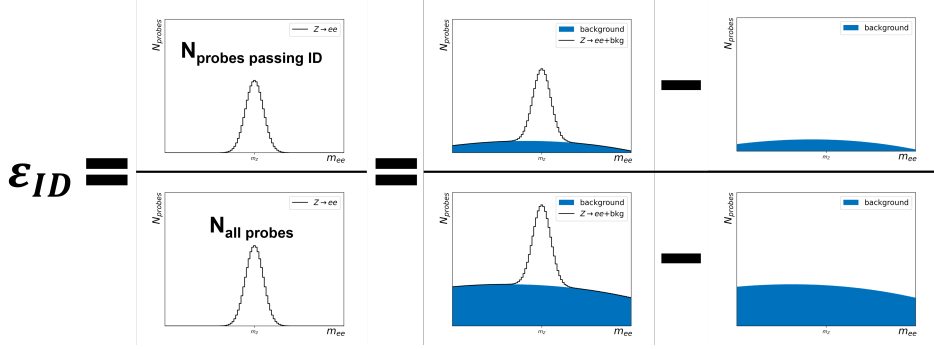 ε_ID
N_probes
Z → ee
N_probes passing ID
m_Z
m_ee
N_probes
background
Z → ee+bkg
m_Z
m_ee
N_probes
background
m_Z
m_ee
N_probes
Z → ee
N_all probes
m_Z
m_ee
N_probes
background
Z → ee+bkg
m_Z
m_ee
N_probes
background
m_Z
m_ee